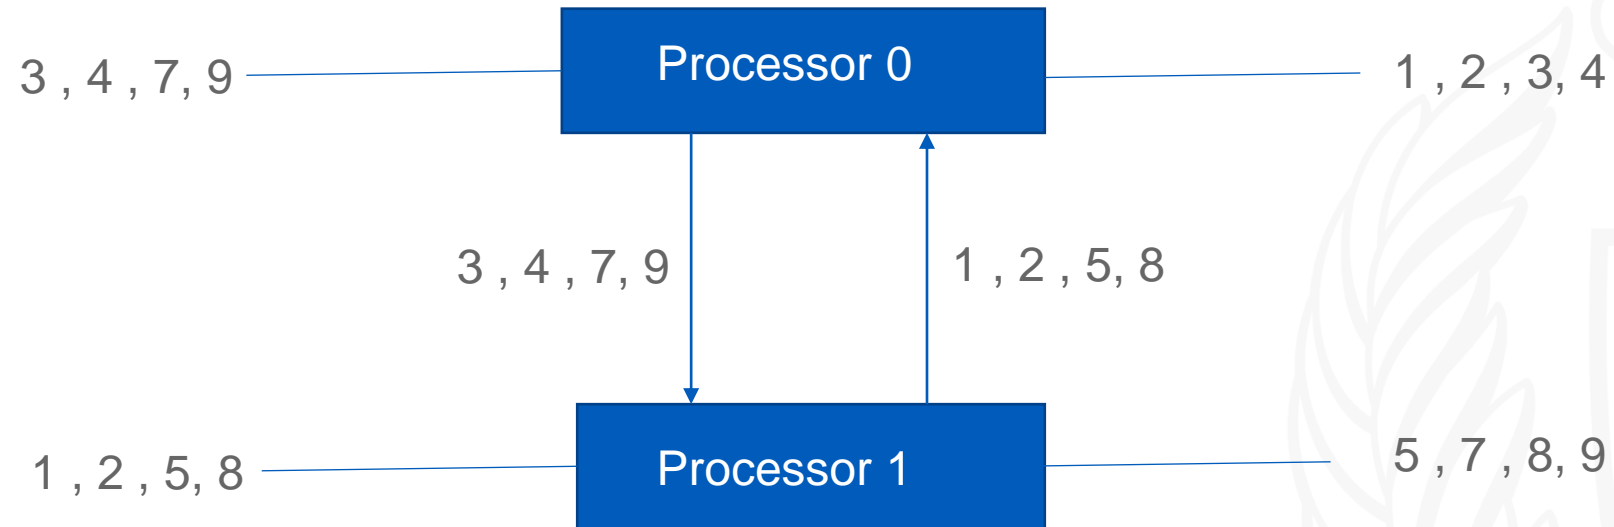 3 , 4 , 7, 9
Processor 0
1 , 2 , 3, 4
3 , 4 , 7, 9
1 , 2 , 5, 8
1 , 2 , 5, 8
Processor 1
5 , 7 , 8, 9